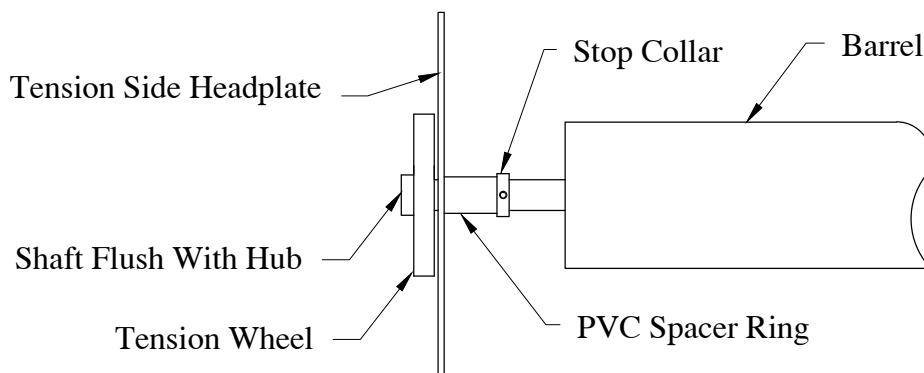 Stop Collar
Barrel
Tension Side Headplate
Shaft Flush With Hub
Tension Wheel
PVC Spacer Ring